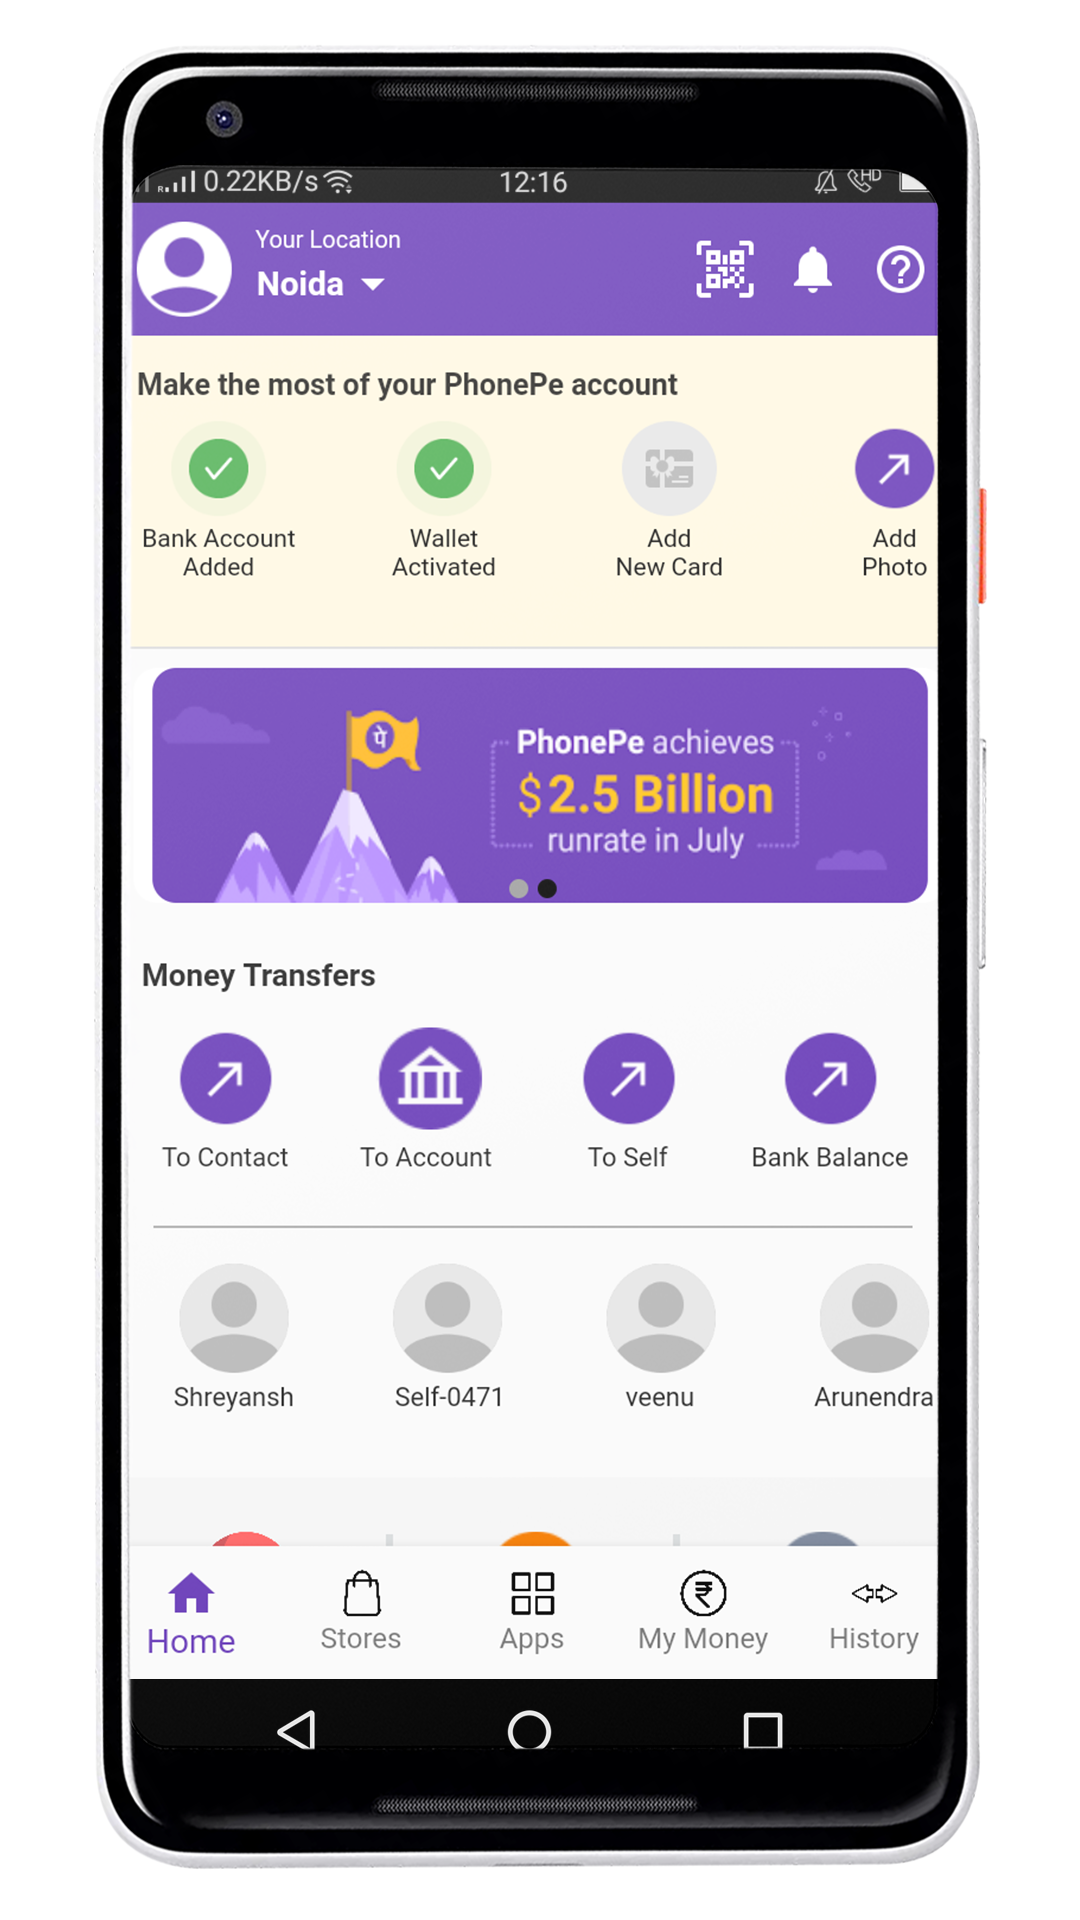 R 0.22KB/s 12:16 HD
Your Location
Noida
Make the most of your PhonePe account
Bank Account
Added
Wallet
Activated
Add
New Card
Add
Photo
पे
PhonePe achieves
$2.5 Billion
runrate in July
Money Transfers
To Contact
To Account
To Self
Bank Balance
Shreyansh
Self-0471
veenu
Arunendra
Home
Stores
Apps
My Money
History